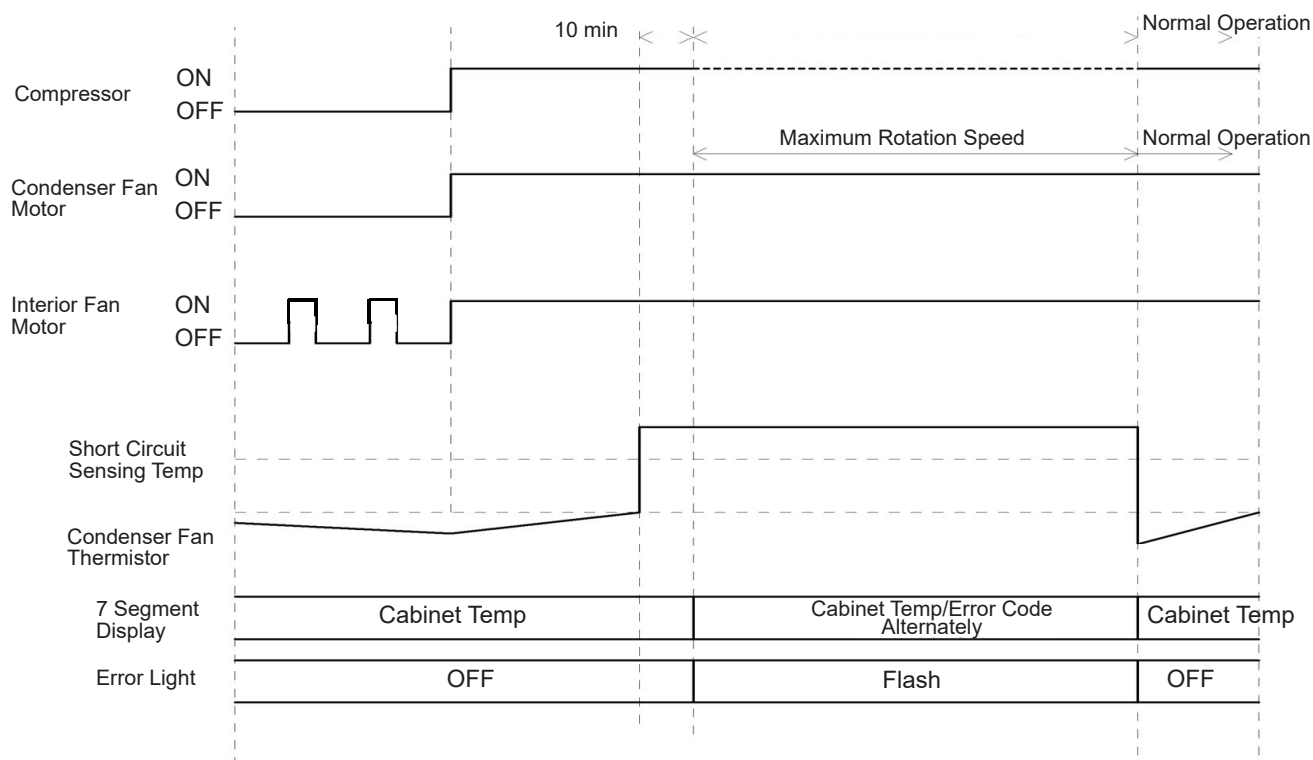 10 min
Normal Operation
Compressor
ON
OFF
Maximum Rotation Speed
Normal Operation
Condenser Fan
Motor
ON
OFF
Interior Fan
Motor
ON
OFF
Short Circuit
Sensing Temp
Condenser Fan
Thermistor
7 Segment
Display
Cabinet Temp
Cabinet Temp/Error Code
Alternately
Cabinet Temp
Error Light
OFF
Flash
OFF